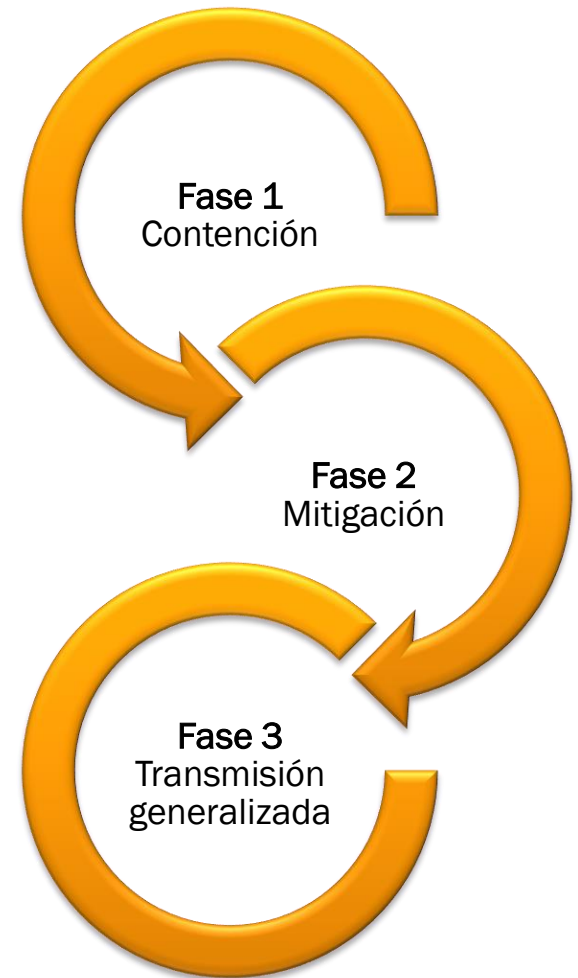 Fase 1
Contención
Fase 2
Mitigación
Fase 3
Transmisión
generalizada